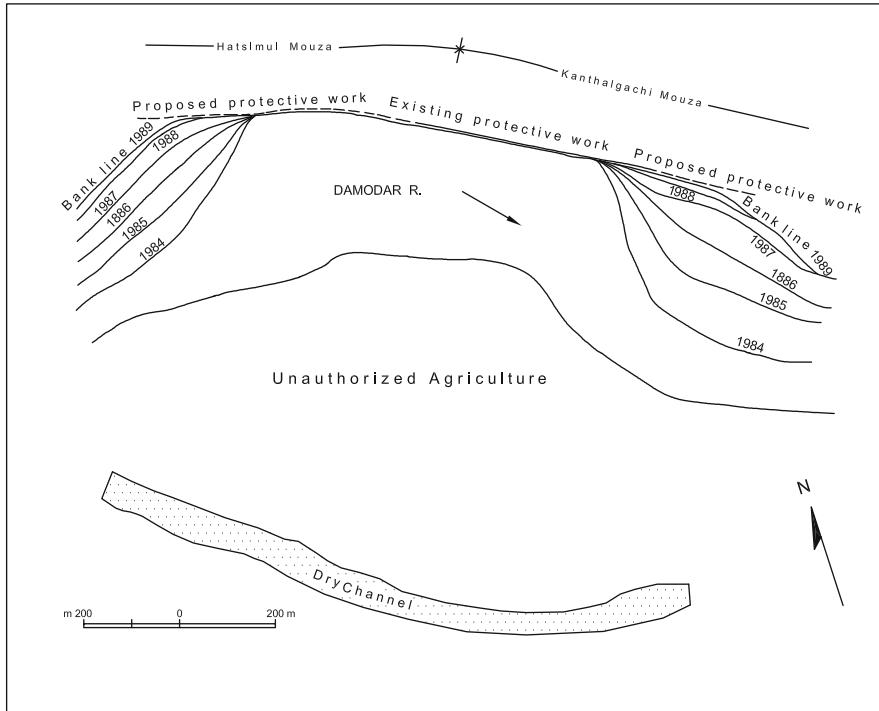 Hatslmul Mouza
Kanthalgachi Mouza
Proposed protective work
Existing protective work
Proposed protective work
Bank line 1989
1988
1987
1886
1985
1984
DAMODAR R.
1988
Bank line 1989
1987
1886
1985
1984
Unauthorized Agriculture
N
DryChannel
m 200 0 200 m